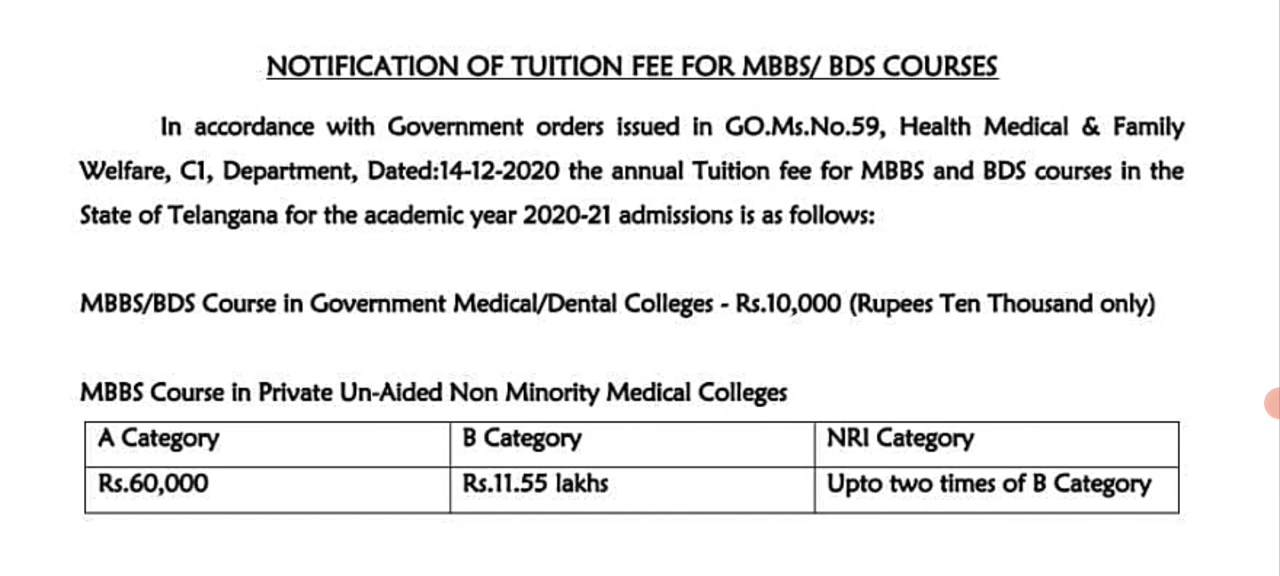 NOTIFICATION OF TUITION FEE FOR MBBS/ BDS COURSES
In accordance with Government orders issued in GO.Ms.No.59, Health Medical & Family
Welfare, C1, Department, Dated:14-12-2020 the annual Tuition fee for MBBS and BDS courses in the
State of Telangana for the academic year 2020-21 admissions is as follows:
MBBS/BDS Course in Government Medical/Dental Colleges - Rs.10,000 (Rupees Ten Thousand only)
MBBS Course in Private Un-Aided Non Minority Medical Colleges
A Category B Category NRI Category
Rs.60,000 Rs.11.55 lakhs Upto two times of B Category